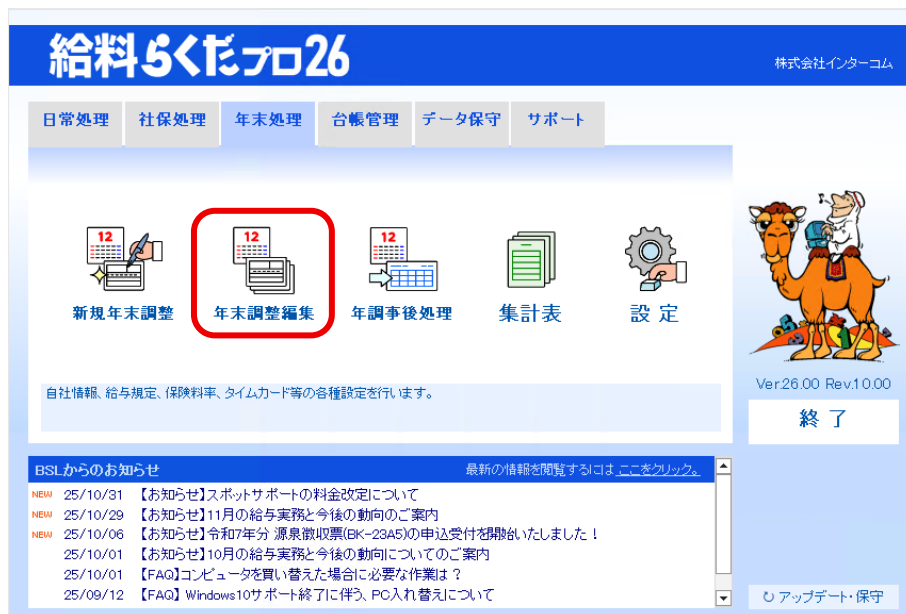 給料らくだプロ26
株式会社インターコム
日常処理 社保処理 年末処理 台帳管理 データ保守 サポート
12 12 12
新規年末調整 年末調整編集 年調事後処理 集計表 設定
自社情報、給与規定、保険料率、タイムカード等の各種設定を行います。
Ver.26.00 Rev.10.00
終 了
BSLからのお知らせ 最新の情報を閲覧するには ここをクリック。
NEW 25/10/31 【お知らせ】スポットサポートの料金改定について
NEW 25/10/29 【お知らせ】11月の給与実務と今後の動向のご案内
NEW 25/10/06 【お知らせ】令和7年分 源泉徴収票(BK-23A5)の申込受付を開始いたしました！
25/10/01 【お知らせ】10月の給与実務と今後の動向についてのご案内
25/10/01 【FAQ】コンピュータを買い替えた場合に必要な作業は？
25/09/12 【FAQ】Windows10サポート終了に伴う、PC入れ替えについて
アップデート・保守